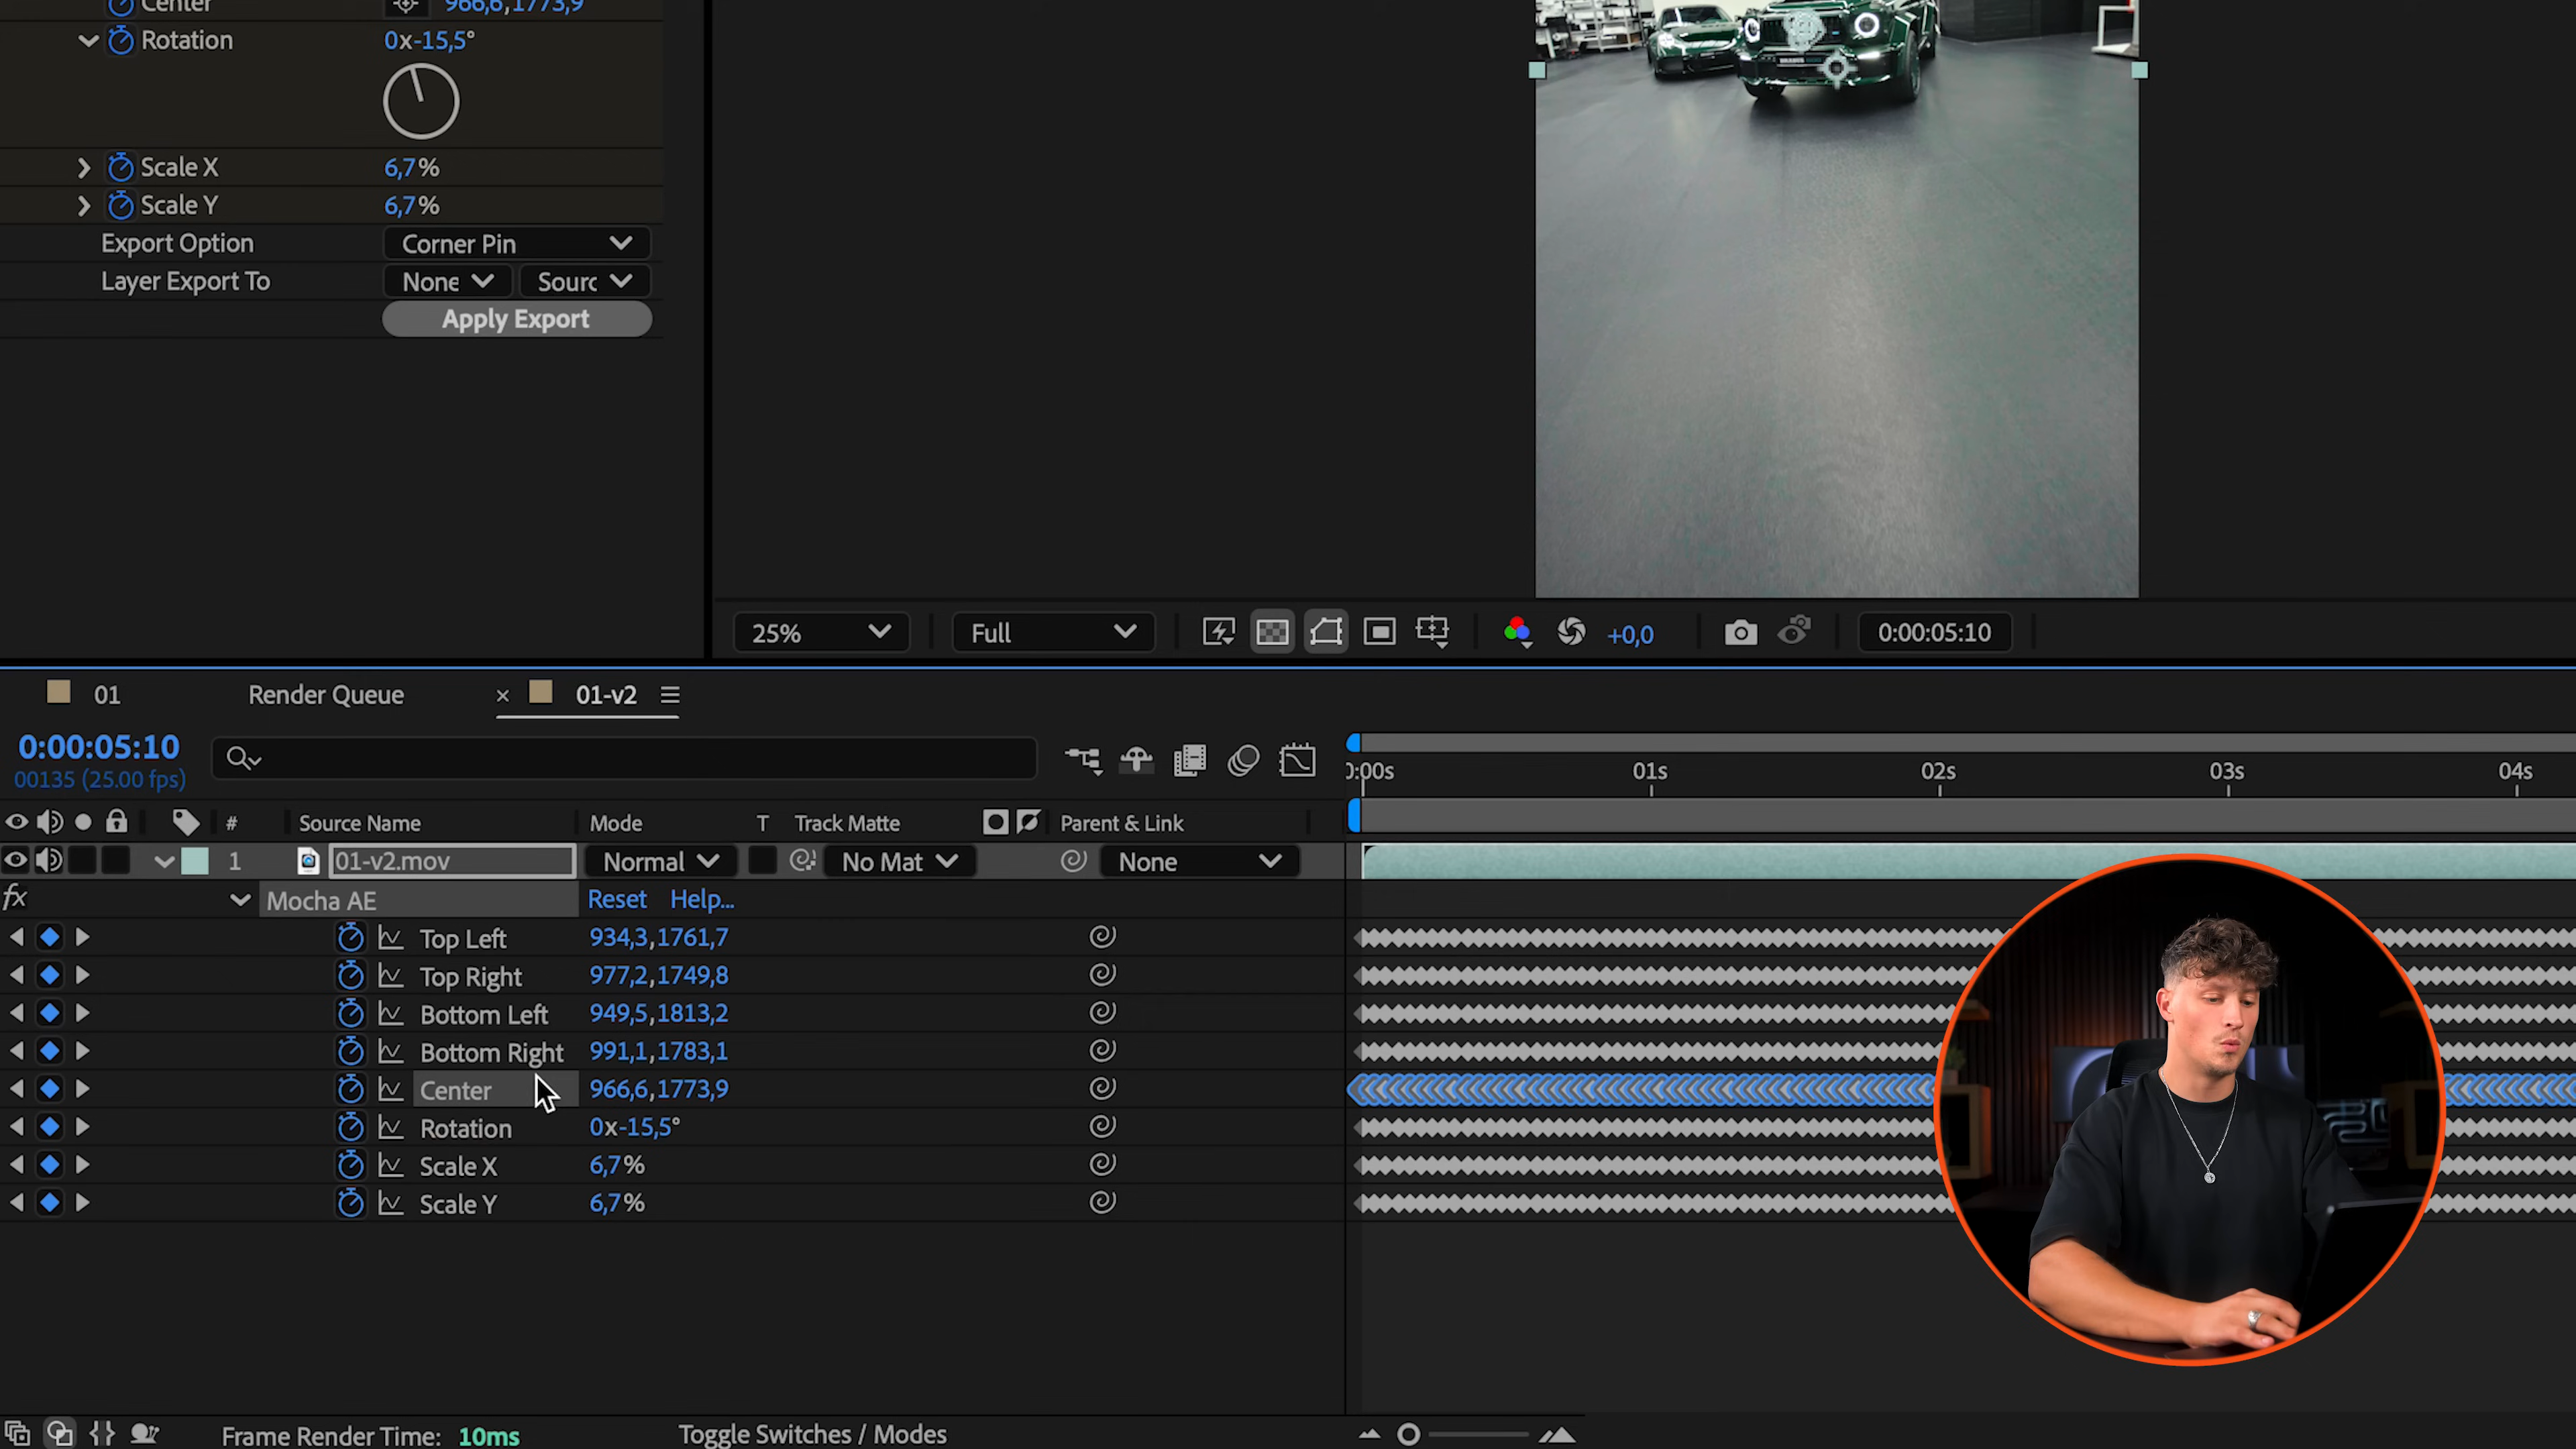 Center 966,6,1773,9
Rotation 0x-15,5°
Scale X 6,7%
Scale Y 6,7%
Export Option Corner Pin
Layer Export To None Sourc
Apply Export
25% Full +0,0 0:00:05:10
01 Render Queue × 01-v2
0:00:05:10
00135 (25.00 fps)
0:00s 01s 02s 03s 04s
# Source Name Mode T Track Matte Parent & Link
1 01-v2.mov Normal No Mat None
fx Mocha AE Reset Help...
Top Left 934,3,1761,7
Top Right 977,2,1749,8
Bottom Left 949,5,1813,2
Bottom Right 991,1,1783,1
Center 966,6,1773,9
Rotation 0x-15,5°
Scale X 6,7%
Scale Y 6,7%
Frame Render Time: 10ms Toggle Switches / Modes